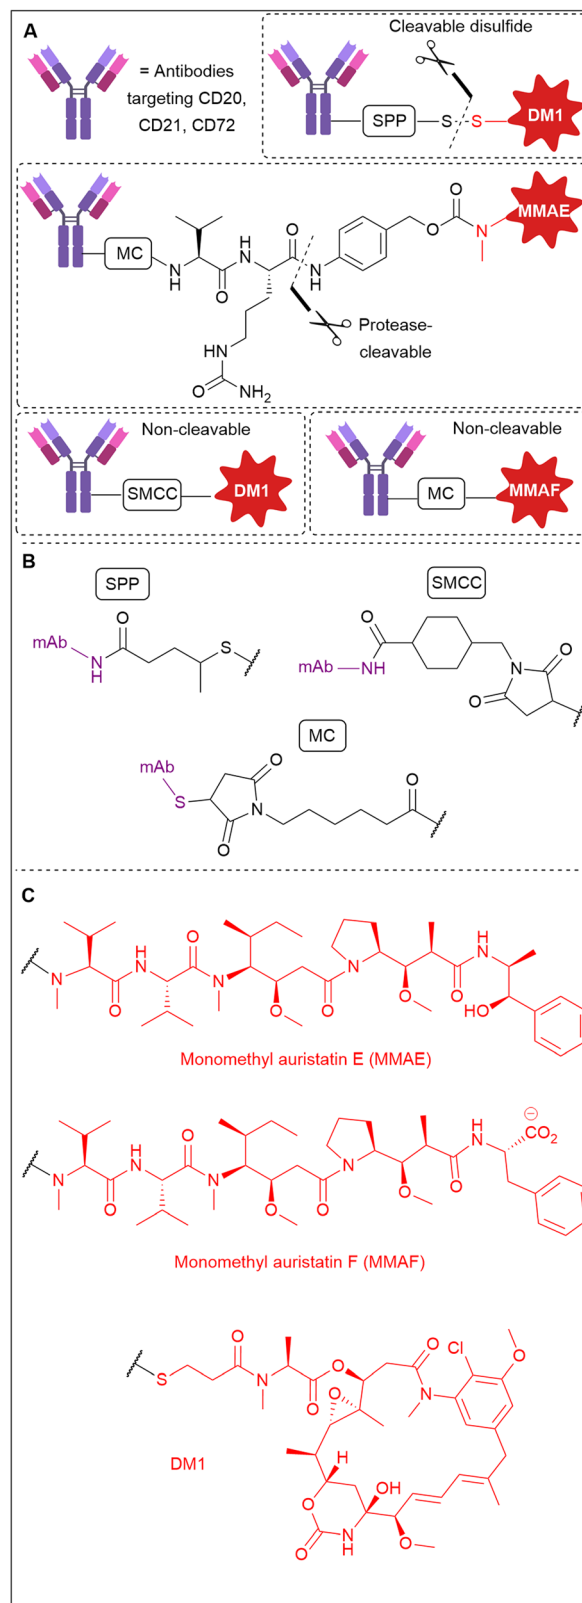 A
= Antibodies
targeting CD20,
CD21, CD72
Cleavable disulfide
SPP
S
S
DM1
MC
N
H
O
H
N
O
N
H
O
O
N
MMAE
Protease-
cleavable
HN
O
NH2
Non-cleavable
SMCC
DM1
Non-cleavable
MC
MMAF
B
SPP
O
mAb
N
H
S
SMCC
O
mAb
NH
O
N
O
MC
mAb
S
O
N
O
O
C
N
O
H
N
O
N
O
O
N
O
O
H
N
HO
Monomethyl auristatin E (MMAE)
N
O
H
N
O
N
O
O
N
O
O
H
N
CO2
⊖
Monomethyl auristatin F (MMAF)
S
O
N
O
O
O
O
N
Cl
O
DM1
H
O
O
N
H
OH
O